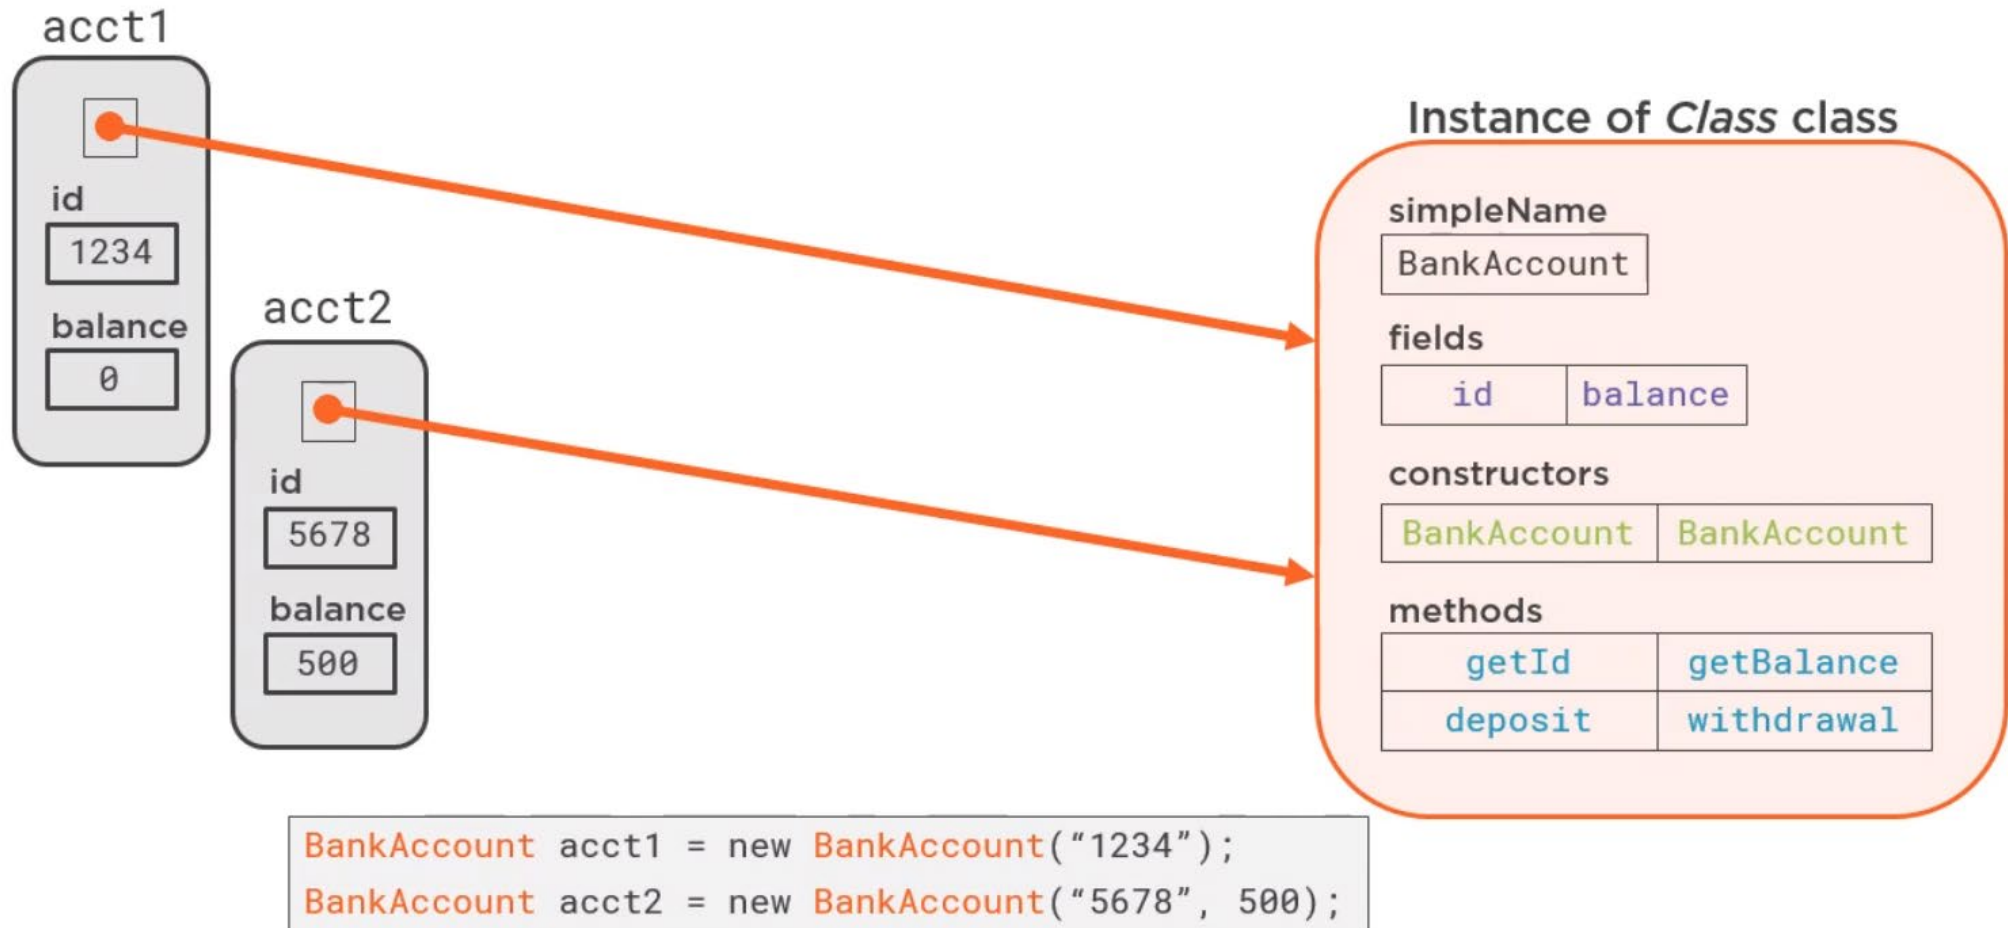 acct1
id
1234
balance
0
acct2
id
5678
balance
500
Instance of Class class
simpleName
BankAccount
fields
id balance
constructors
BankAccount BankAccount
methods
getId getBalance
deposit withdrawal
BankAccount acct1 = new BankAccount(“1234”);
BankAccount acct2 = new BankAccount(“5678”, 500);